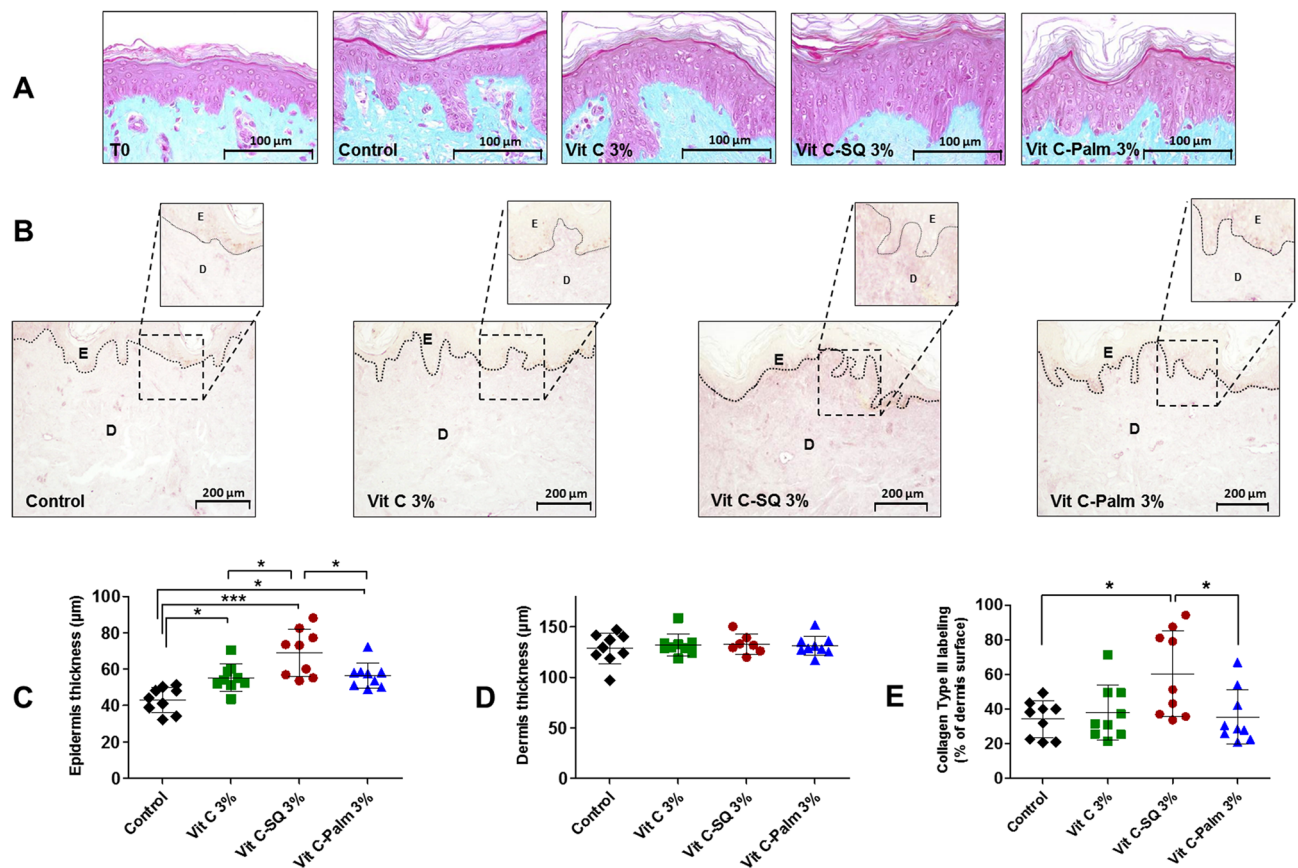 A
T0
100 µm
Control
100 µm
Vit C 3%
100 µm
Vit C-SQ 3%
100 µm
Vit C-Palm 3%
100 µm
B
E
D
E
D
E
D
E
D
E
D
Control
200 µm
E
D
Vit C 3%
200 µm
E
D
Vit C-SQ 3%
200 µm
E
D
Vit C-Palm 3%
200 µm
C
Epidermis thickness (µm)
100
80
60
40
20
0
*
*
*
***
*
Control
Vit C 3%
Vit C-SQ 3%
Vit C-Palm 3%
D
Dermis thickness (µm)
150
100
50
0
Control
Vit C 3%
Vit C-SQ 3%
Vit C-Palm 3%
E
Collagen Type III labeling
(% of dermis surface)
100
80
60
40
20
0
*
*
Control
Vit C 3%
Vit C-SQ 3%
Vit C-Palm 3%